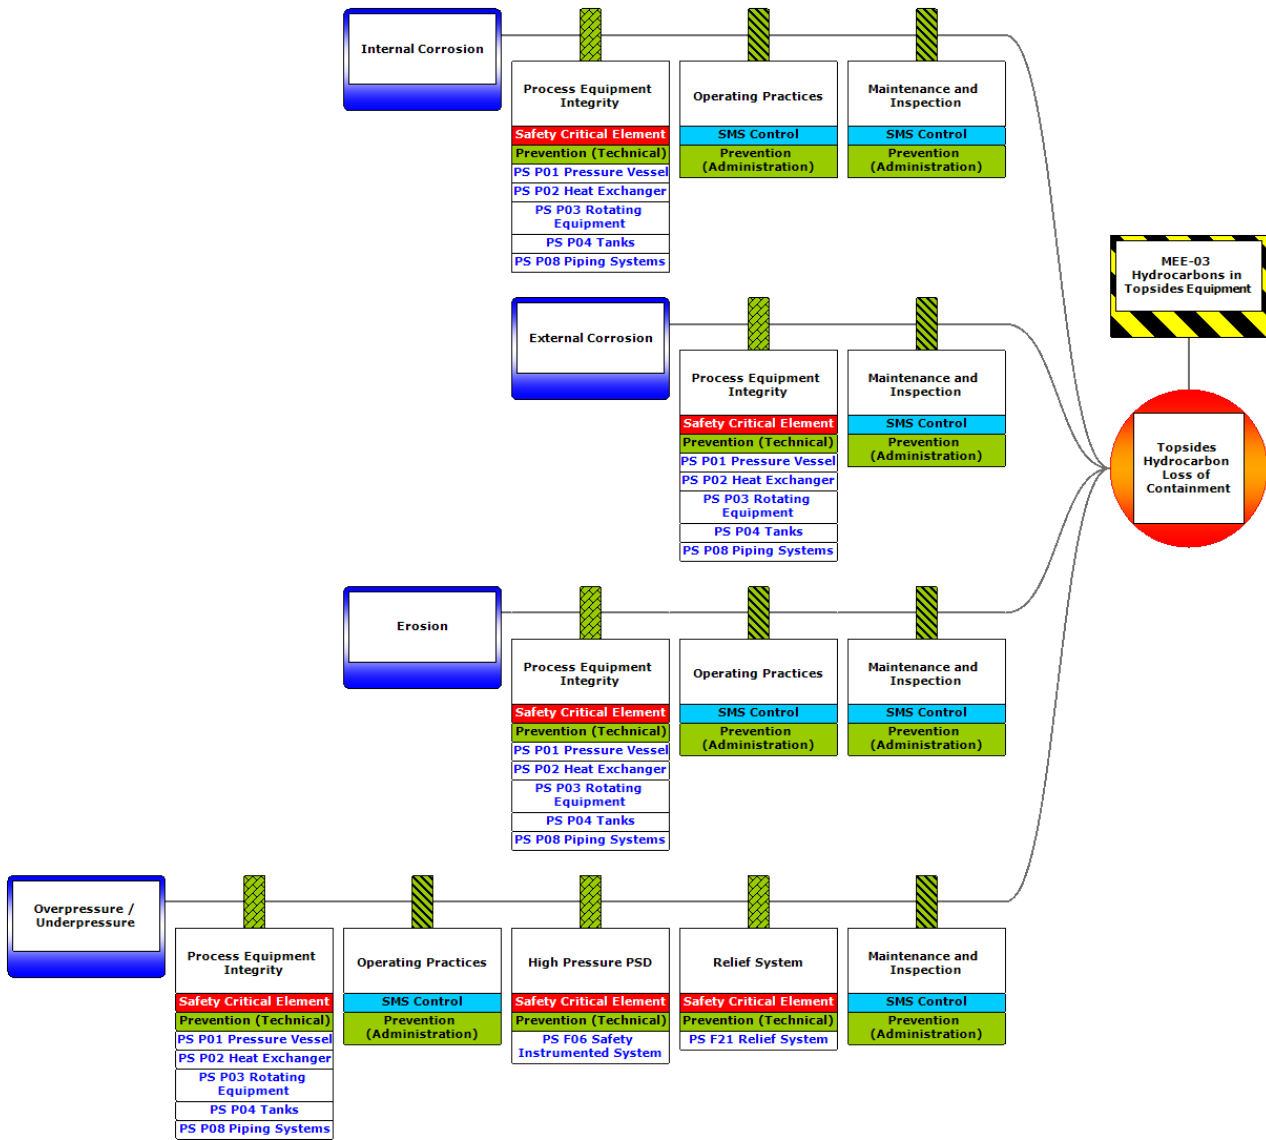 Internal Corrosion
Process Equipment
Integrity
Safety Critical Element
Prevention (Technical)
PS P01 Pressure Vessel
PS P02 Heat Exchanger
PS P03 Rotating
Equipment
PS P04 Tanks
PS P08 Piping Systems
Operating Practices
SMS Control
Prevention
(Administration)
Maintenance and
Inspection
SMS Control
Prevention
(Administration)
MEE-03
Hydrocarbons in
Topsides Equipment
Topsides
Hydrocarbon
Loss of
Containment
External Corrosion
Process Equipment
Integrity
Safety Critical Element
Prevention (Technical)
PS P01 Pressure Vessel
PS P02 Heat Exchanger
PS P03 Rotating
Equipment
PS P04 Tanks
PS P08 Piping Systems
Maintenance and
Inspection
SMS Control
Prevention
(Administration)
Erosion
Process Equipment
Integrity
Safety Critical Element
Prevention (Technical)
PS P01 Pressure Vessel
PS P02 Heat Exchanger
PS P03 Rotating
Equipment
PS P04 Tanks
PS P08 Piping Systems
Operating Practices
SMS Control
Prevention
(Administration)
Maintenance and
Inspection
SMS Control
Prevention
(Administration)
Overpressure /
Underpressure
Process Equipment
Integrity
Safety Critical Element
Prevention (Technical)
PS P01 Pressure Vessel
PS P02 Heat Exchanger
PS P03 Rotating
Equipment
PS P04 Tanks
PS P08 Piping Systems
Operating Practices
SMS Control
Prevention
(Administration)
High Pressure PSD
Safety Critical Element
Prevention (Technical)
PS F06 Safety
Instrumented System
Relief System
Safety Critical Element
Prevention (Technical)
PS F21 Relief System
Maintenance and
Inspection
SMS Control
Prevention
(Administration)